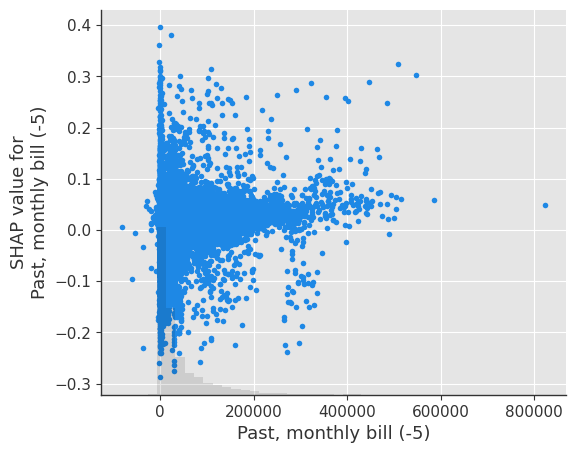 0.4
0.3
0.2
0.1
0.0
−0.1
−0.2
−0.3
SHAP value for
Past, monthly bill (-5)
0 200000 400000 600000 800000
Past, monthly bill (-5)